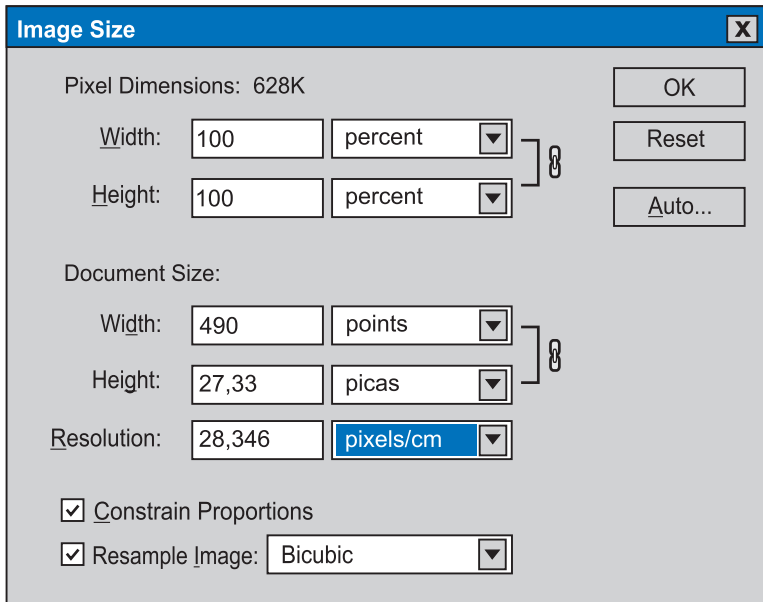 Image Size X
Pixel Dimensions: 628K
OK
Width: 100 percent
Reset
Height: 100 percent
Auto...
Document Size:
Width: 490 points
Height: 27,33 picas
Resolution: 28,346 pixels/cm
Constrain Proportions
Resample Image: Bicubic